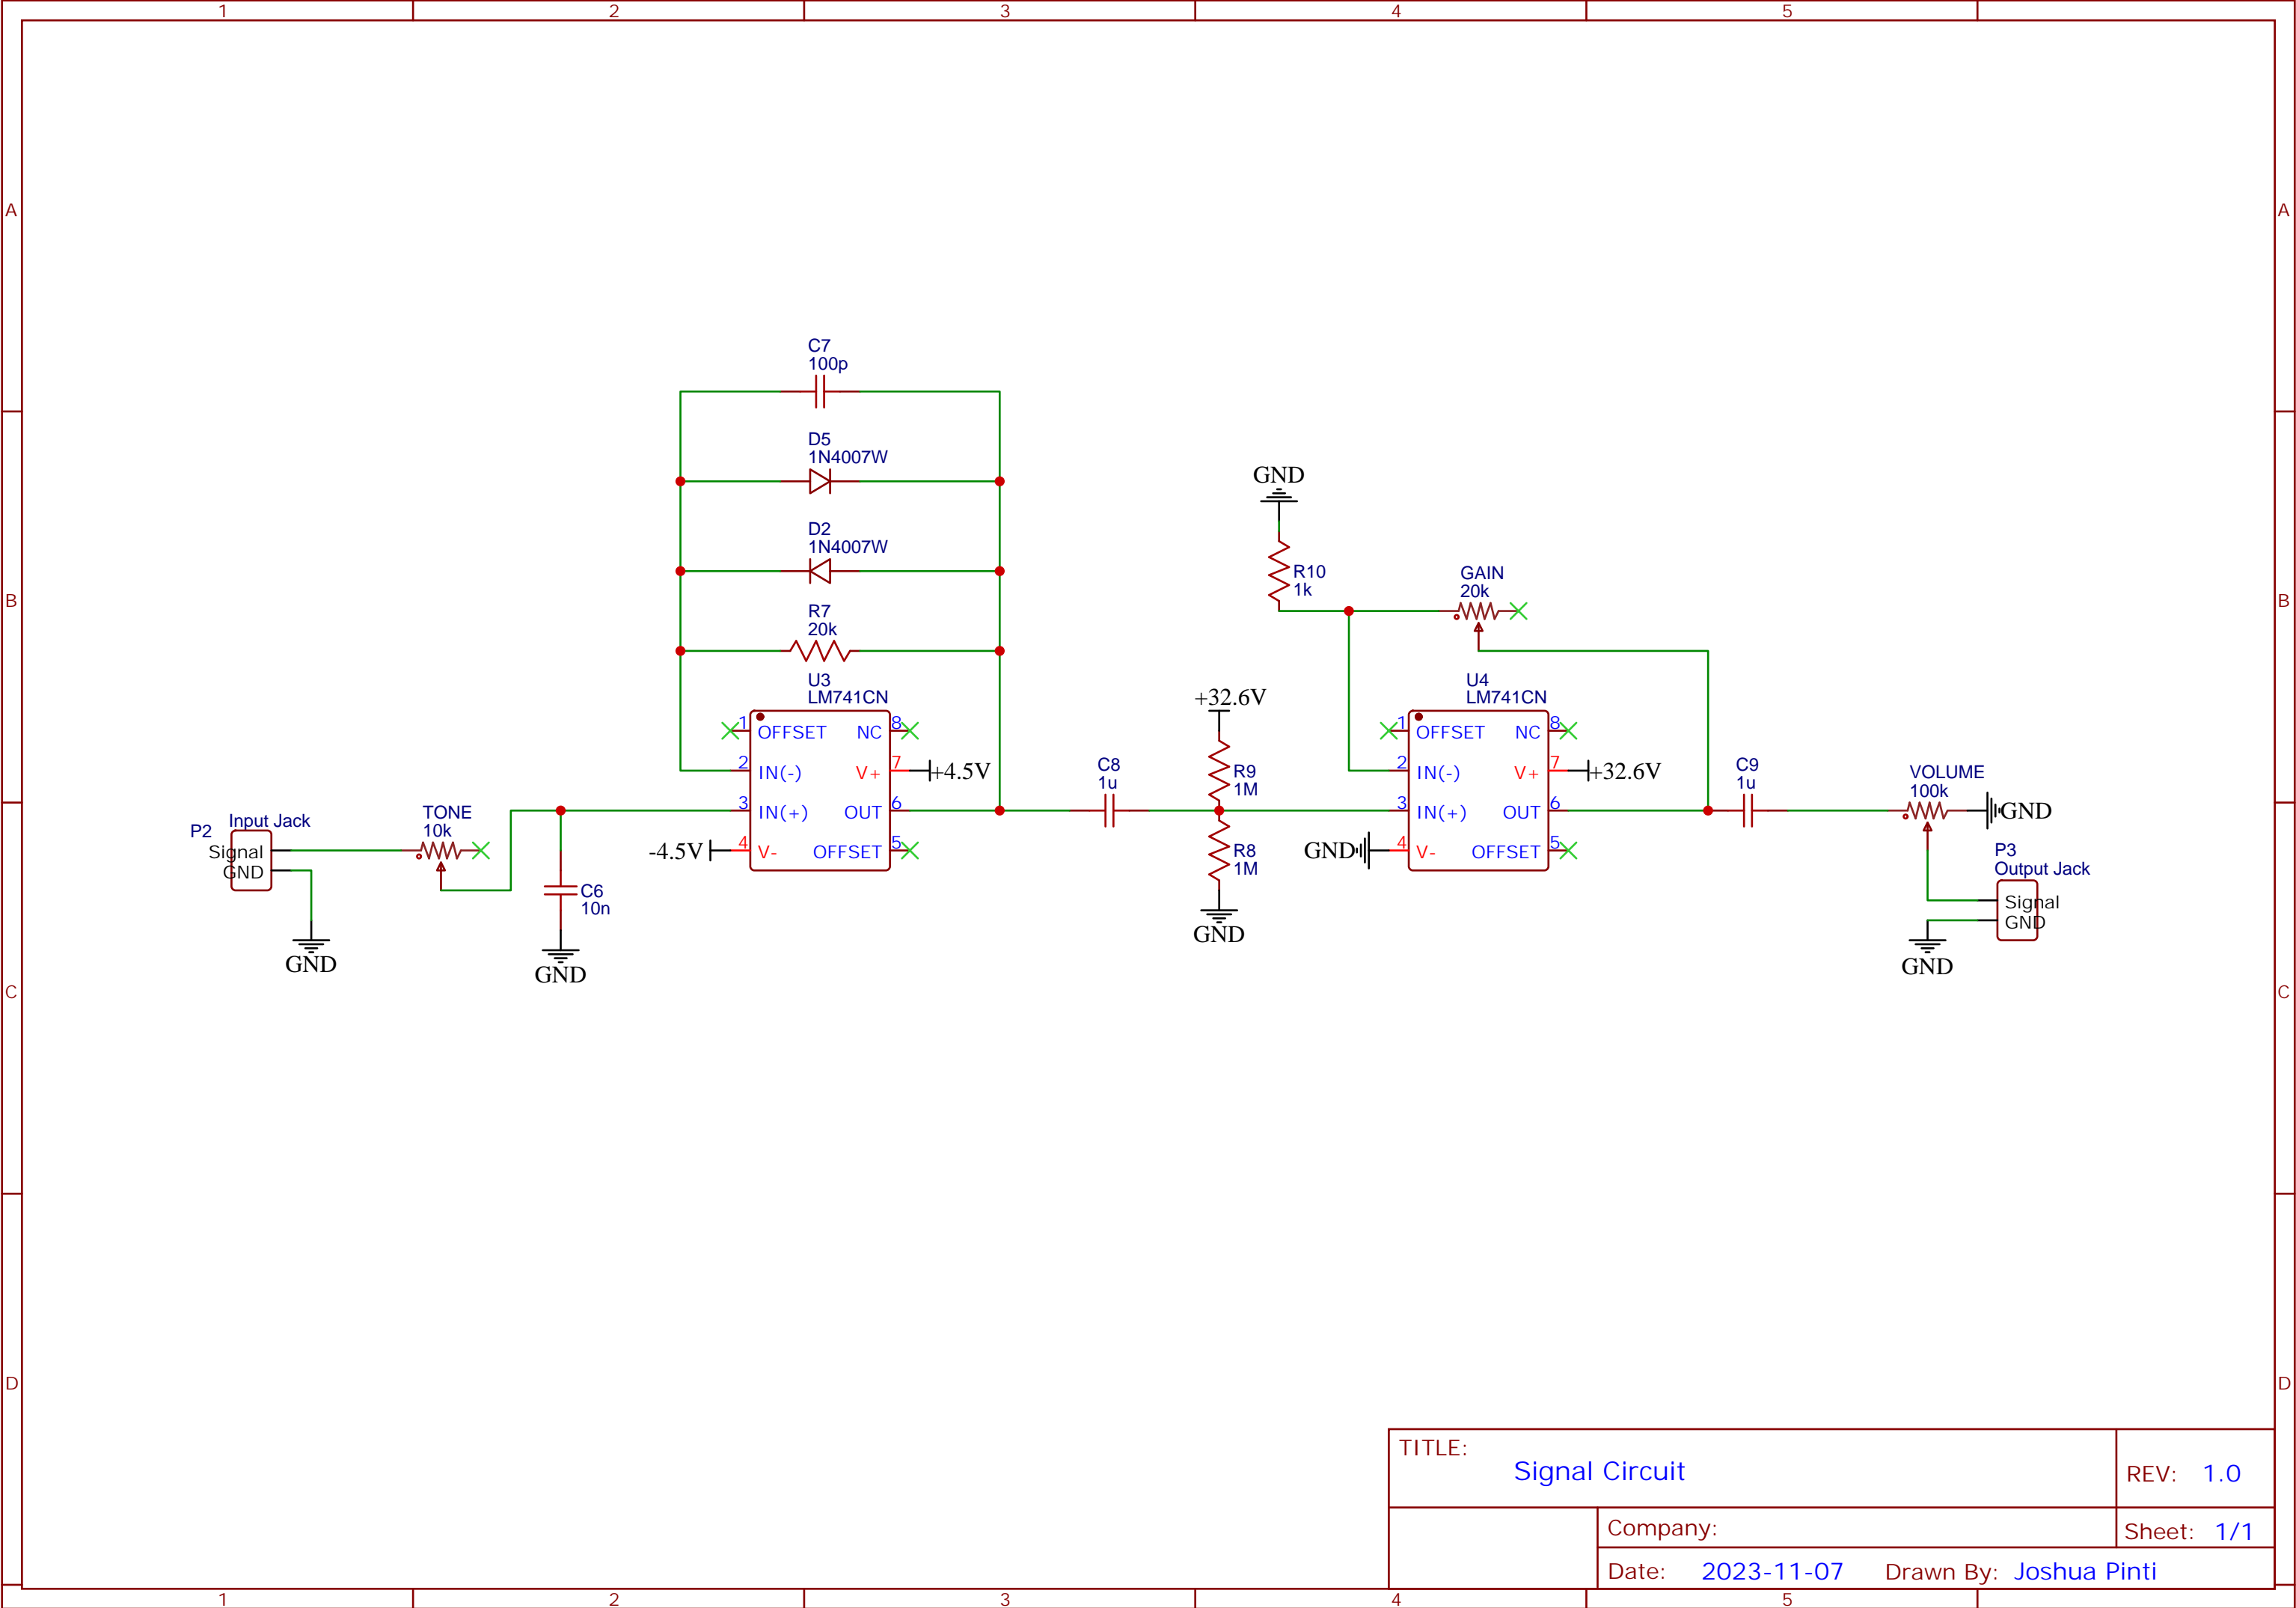 1 2 3 4 5
A A
C7
100p
D5
1N4007W
D2
1N4007W
R7
20k
U3
LM741CN
1 OFFSET NC 8
2 IN(-) V+ 7 +4.5V
3 IN(+) OUT 6
-4.5V 4 V- OFFSET 5
B B
GND
R10
1k
GAIN
20k
U4
LM741CN
1 OFFSET NC 8
2 IN(-) V+ 7 +32.6V
3 IN(+) OUT 6
GND 4 V- OFFSET 5
+32.6V
R9
1M
R8
1M
GND
C8
1u
C9
1u
VOLUME
100k
GND
P3
Output Jack
Signal
GND
GND
P2 Input Jack
Signal
GND
GND
TONE
10k
C6
10n
GND
C C
D D
TITLE:
Signal Circuit
REV: 1.0
Company:
Sheet: 1/1
Date: 2023-11-07 Drawn By: Joshua Pinti
1 2 3 4 5